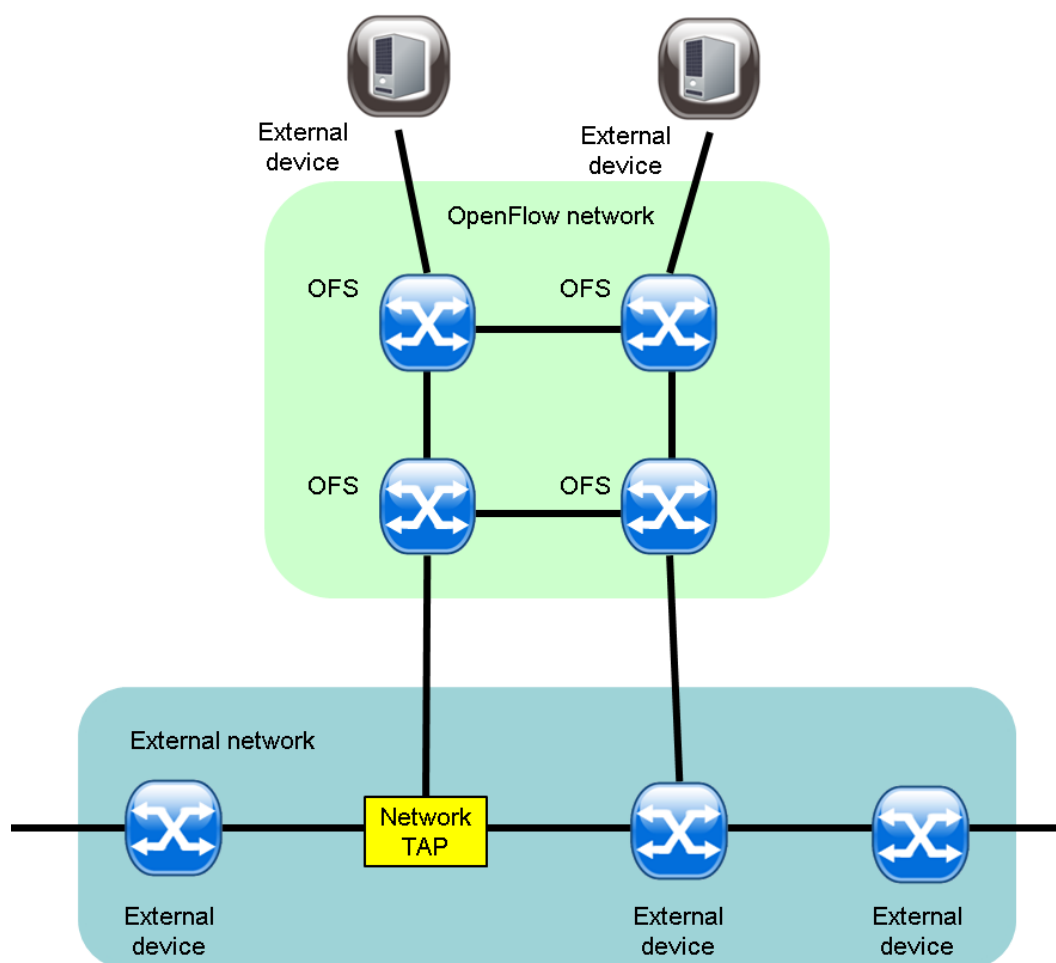 External
device
External
device
OpenFlow network
OFS
OFS
OFS
OFS
External network
Network
TAP
External
device
External
device
External
device